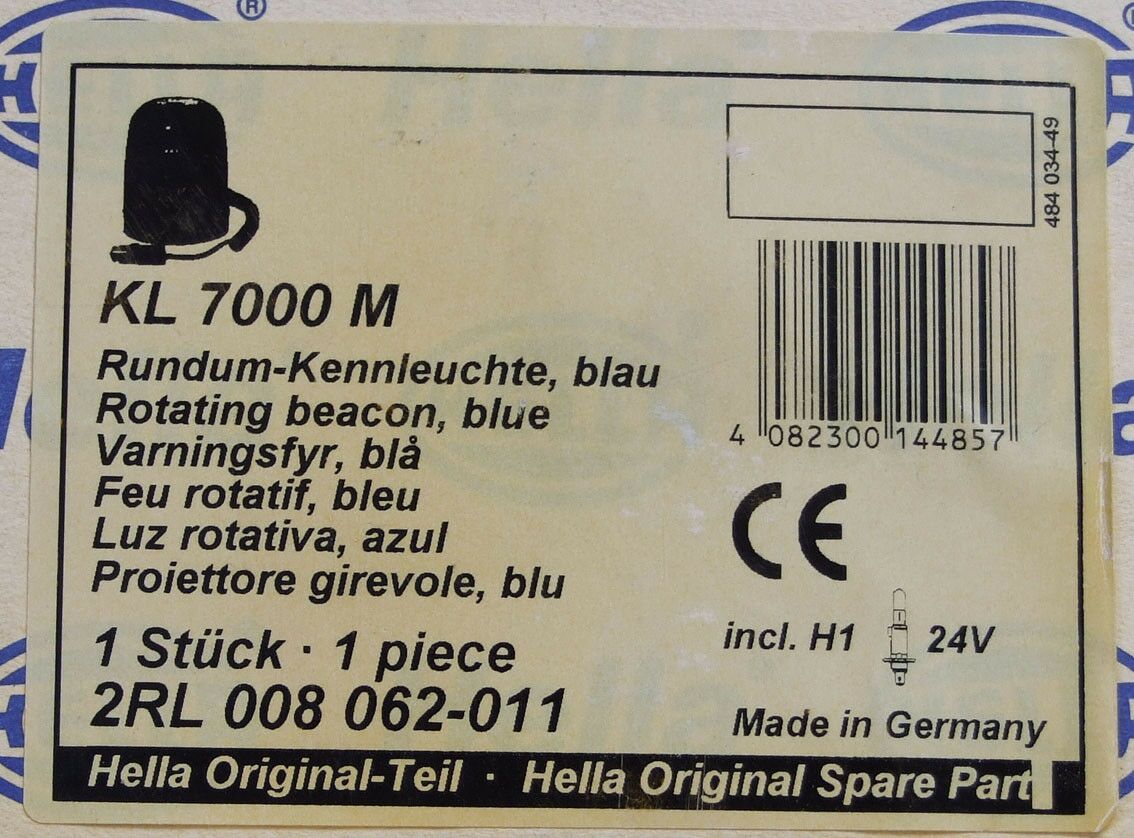 484 034-49
KL 7000 M
Rundum-Kennleuchte, blau
Rotating beacon, blue
Varningsfyr, blå
Feu rotatif, bleu
Luz rotativa, azul
Proiettore girevole, blu
1 Stück · 1 piece
2RL 008 062-011
4 082300 144857
CE
incl. H1 24V
Made in Germany
Hella Original-Teil · Hella Original Spare Part